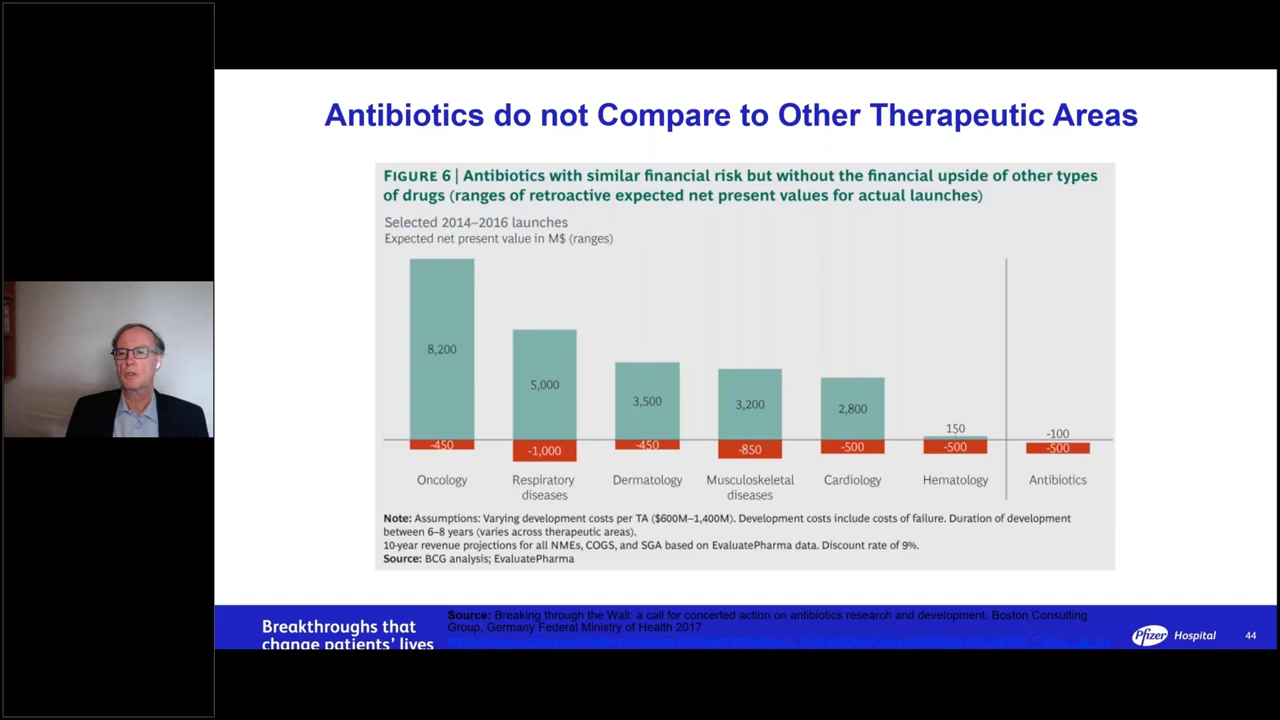 Antibiotics do not Compare to Other Therapeutic Areas
FIGURE 6 | Antibiotics with similar financial risk but without the financial upside of other types
of drugs (ranges of retroactive expected net present values for actual launches)
Selected 2014–2016 launches
Expected net present value in M$ (ranges)
8,200
5,000
3,500
3,200
2,800
150
-100
-450
-1,000
-450
-850
-500
-500
-500
Oncology
Respiratory
diseases
Dermatology
Musculoskeletal
diseases
Cardiology
Hematology
Antibiotics
Note: Assumptions: Varying development costs per TA ($600M–1,400M). Development costs include costs of failure. Duration of development
between 6–8 years (varies across therapeutic areas).
10-year revenue projections for all NMEs, COGS, and SGA based on EvaluatePharma data. Discount rate of 9%.
Source: BCG analysis; EvaluatePharma
Breakthroughs that
change patients' lives
Source: Breaking through the Wall: a call for concerted action on antibiotics research and development. Boston Consulting
Group, Germany Federal Ministry of Health 2017
Pfizer Hospital
44